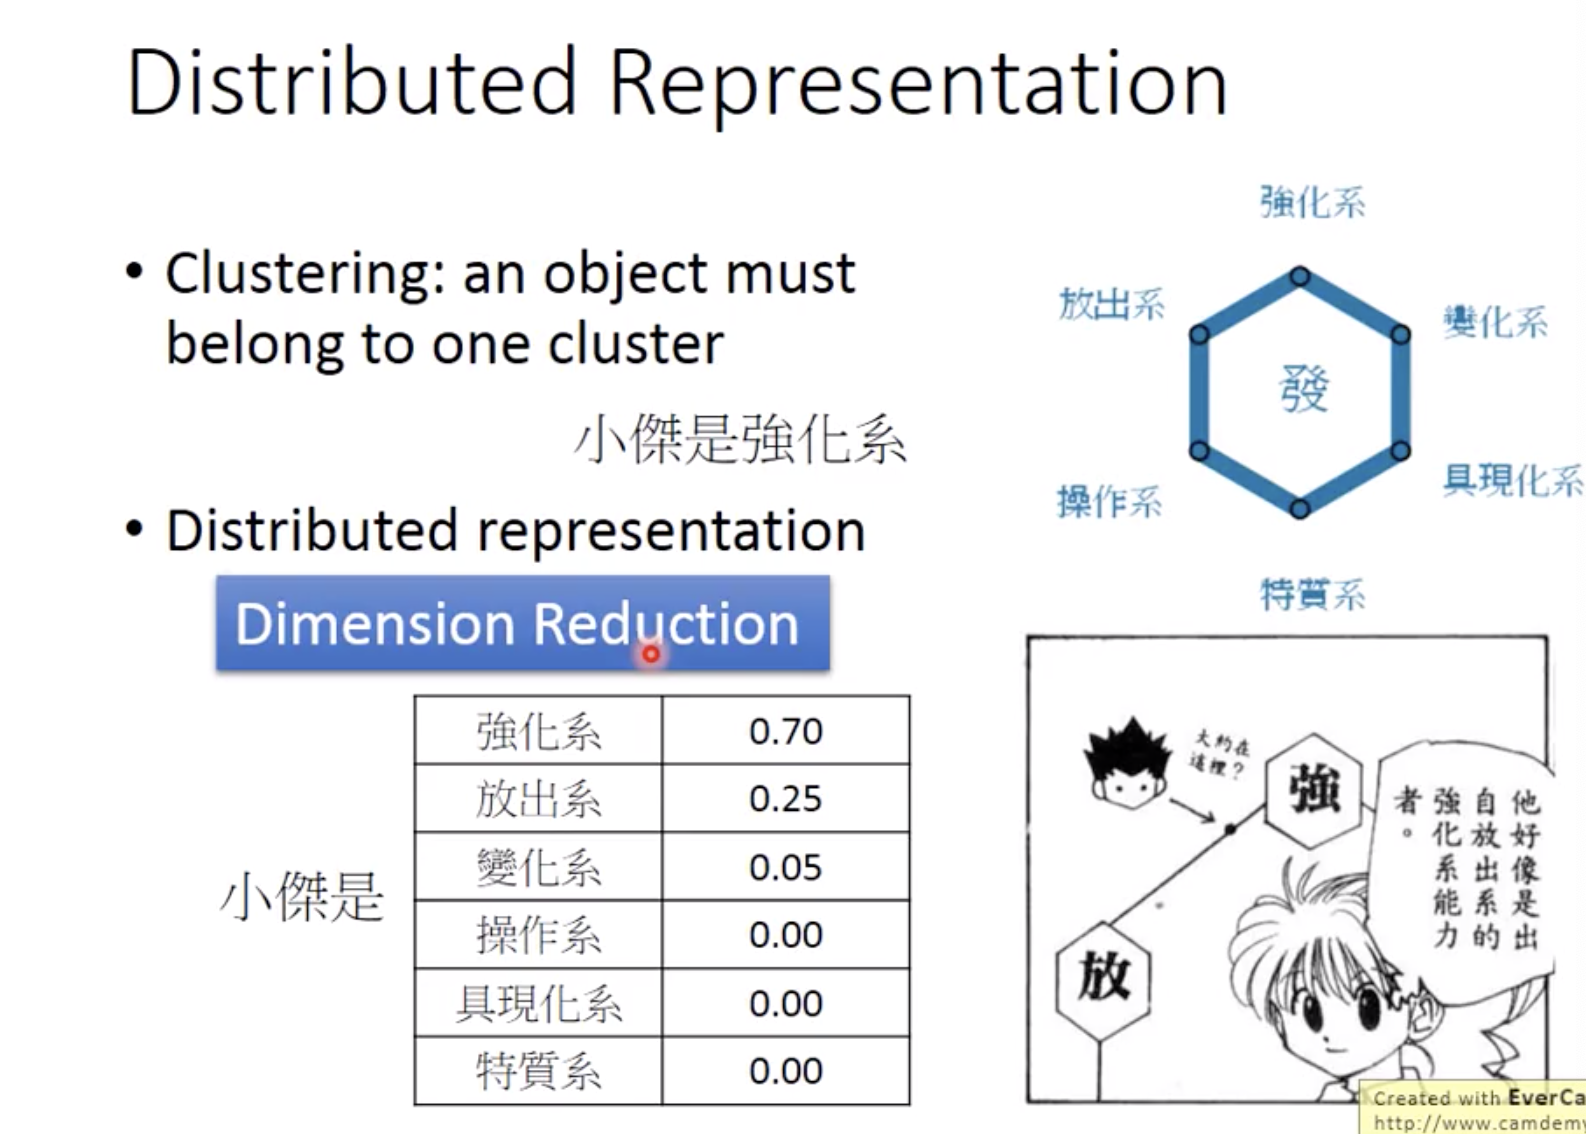 Distributed Representation
• Clustering: an object must
belong to one cluster
小傑是強化系
• Distributed representation
Dimension Reduction
小傑是
強化系 0.70
放出系 0.25
變化系 0.05
操作系 0.00
具現化系 0.00
特質系 0.00
強化系
放出系
變化系
發
操作系
具現化系
特質系
大約在
這裡?
強
放
他好像是出
自放出系的
強化系能力
者。
Created with EverCa
http://www.camdemy